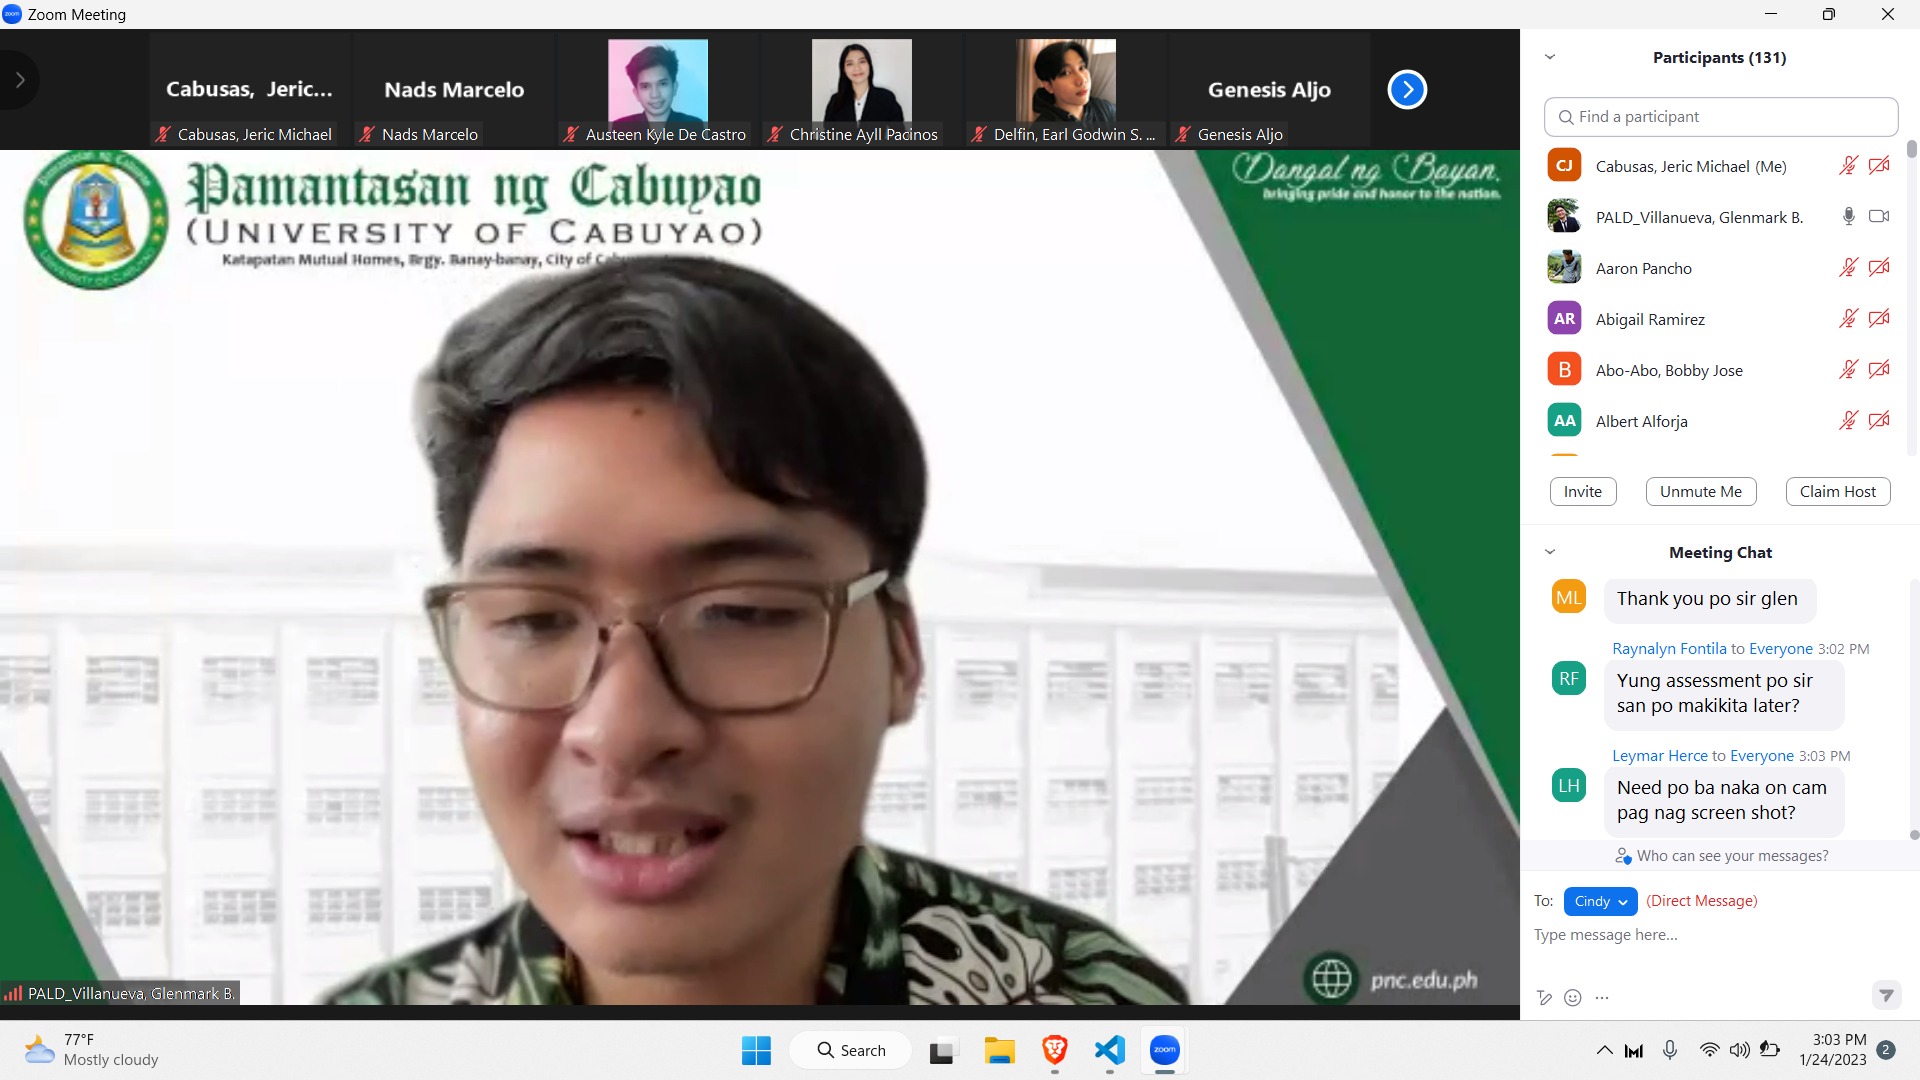 Zoom Meeting
Cabusas, Jeric...
Nads Marcelo
Genesis Aljo
Cabusas, Jeric Michael
Nads Marcelo
Austeen Kyle De Castro
Christine Ayll Pacinos
Delfin, Earl Godwin S. ...
Genesis Aljo
Pamantasan ng Cabuyao
(UNIVERSITY OF CABUYAO)
Katapatan Mutual Homes, Brgy. Banay-banay, City of
Dangal ng Bayan.
bringing pride and honor to the nation.
pnc.edu.ph
PALD_Villanueva, Glenmark B.
Participants (131)
Find a participant
CJ
Cabusas, Jeric Michael (Me)
PALD_Villanueva, Glenmark B.
Aaron Pancho
AR
Abigail Ramirez
B
Abo-Abo, Bobby Jose
AA
Albert Alforja
Invite
Unmute Me
Claim Host
Meeting Chat
ML
Thank you po sir glen
Raynalyn Fontila to Everyone 3:02 PM
RF
Yung assessment po sir
san po makikita later?
Leymar Herce to Everyone 3:03 PM
LH
Need po ba naka on cam
pag nag screen shot?
Who can see your messages?
To: Cindy (Direct Message)
Type message here...
77°F
Mostly cloudy
Search
zoom
3:03 PM
1/24/2023
2